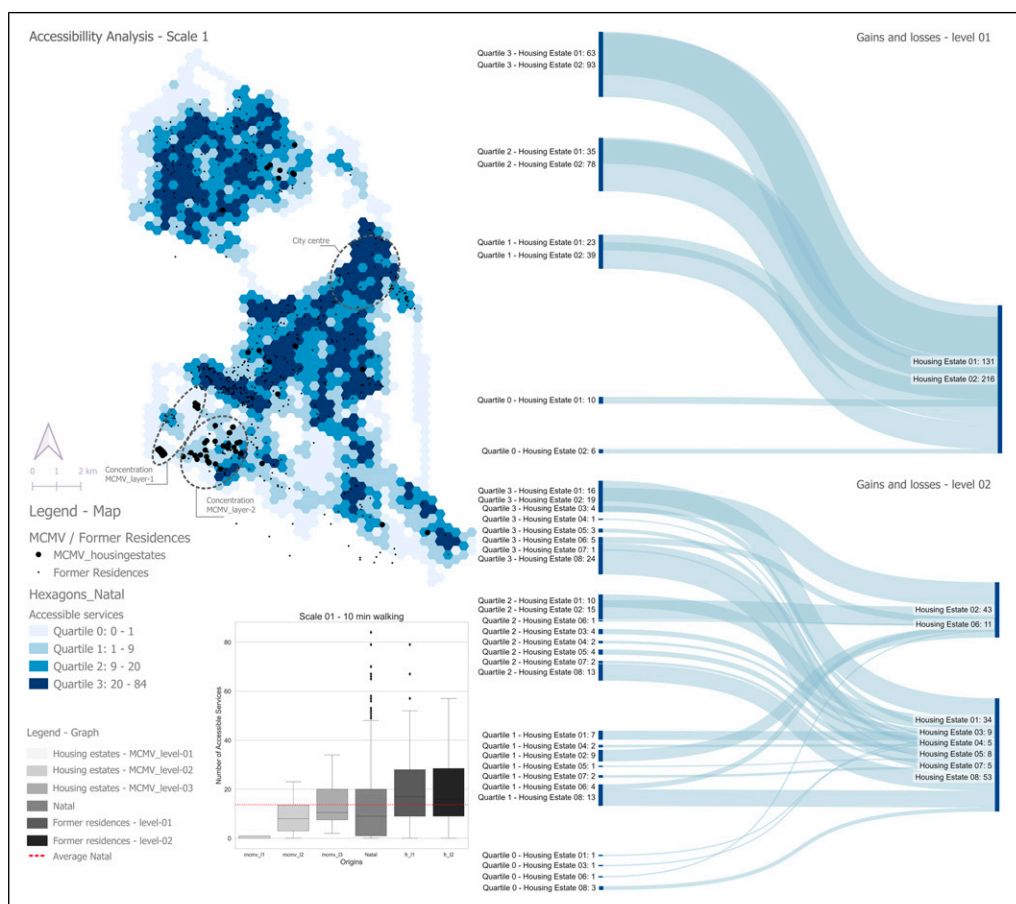 Accessibillity Analysis - Scale 1
City centre
0 1 2 km
Concentration
MCMV_layer-1
Concentration
MCMV_layer-2
Legend - Map
MCMV / Former Residences
MCMV_housingestates
Former Residences
Hexagons_Natal
Accessible services
Quartile 0: 0 - 1
Quartile 1: 1 - 9
Quartile 2: 9 - 20
Quartile 3: 20 - 84
Legend - Graph
Housing estates - MCMV_level-01
Housing estates - MCMV_level-02
Housing estates - MCMV_level-03
Natal
Former residences - level-01
Former residences - level-02
Average Natal
Scale 01 - 10 min walking
Number of Accessible Services
80
60
40
20
0
mcmv_l1 mcmv_l2 mcmv_l3 Natal fr_l1 fr_l2
Origins
Gains and losses - level 01
Quartile 3 - Housing Estate 01: 63
Quartile 3 - Housing Estate 02: 93
Quartile 2 - Housing Estate 01: 35
Quartile 2 - Housing Estate 02: 78
Quartile 1 - Housing Estate 01: 23
Quartile 1 - Housing Estate 02: 39
Quartile 0 - Housing Estate 01: 10
Quartile 0 - Housing Estate 02: 6
Housing Estate 01: 131
Housing Estate 02: 216
Gains and losses - level 02
Quartile 3 - Housing Estate 01: 16
Quartile 3 - Housing Estate 02: 19
Quartile 3 - Housing Estate 03: 4
Quartile 3 - Housing Estate 04: 1
Quartile 3 - Housing Estate 05: 3
Quartile 3 - Housing Estate 06: 5
Quartile 3 - Housing Estate 07: 1
Quartile 3 - Housing Estate 08: 24
Quartile 2 - Housing Estate 01: 10
Quartile 2 - Housing Estate 02: 15
Quartile 2 - Housing Estate 06: 1
Quartile 2 - Housing Estate 03: 4
Quartile 2 - Housing Estate 04: 2
Quartile 2 - Housing Estate 05: 4
Quartile 2 - Housing Estate 07: 2
Quartile 2 - Housing Estate 08: 13
Quartile 1 - Housing Estate 01: 7
Quartile 1 - Housing Estate 04: 2
Quartile 1 - Housing Estate 02: 9
Quartile 1 - Housing Estate 05: 1
Quartile 1 - Housing Estate 07: 2
Quartile 1 - Housing Estate 06: 4
Quartile 1 - Housing Estate 08: 13
Quartile 0 - Housing Estate 01: 1
Quartile 0 - Housing Estate 03: 1
Quartile 0 - Housing Estate 06: 1
Quartile 0 - Housing Estate 08: 3
Housing Estate 02: 43
Housing Estate 06: 11
Housing Estate 01: 34
Housing Estate 03: 9
Housing Estate 04: 5
Housing Estate 05: 8
Housing Estate 07: 5
Housing Estate 08: 53